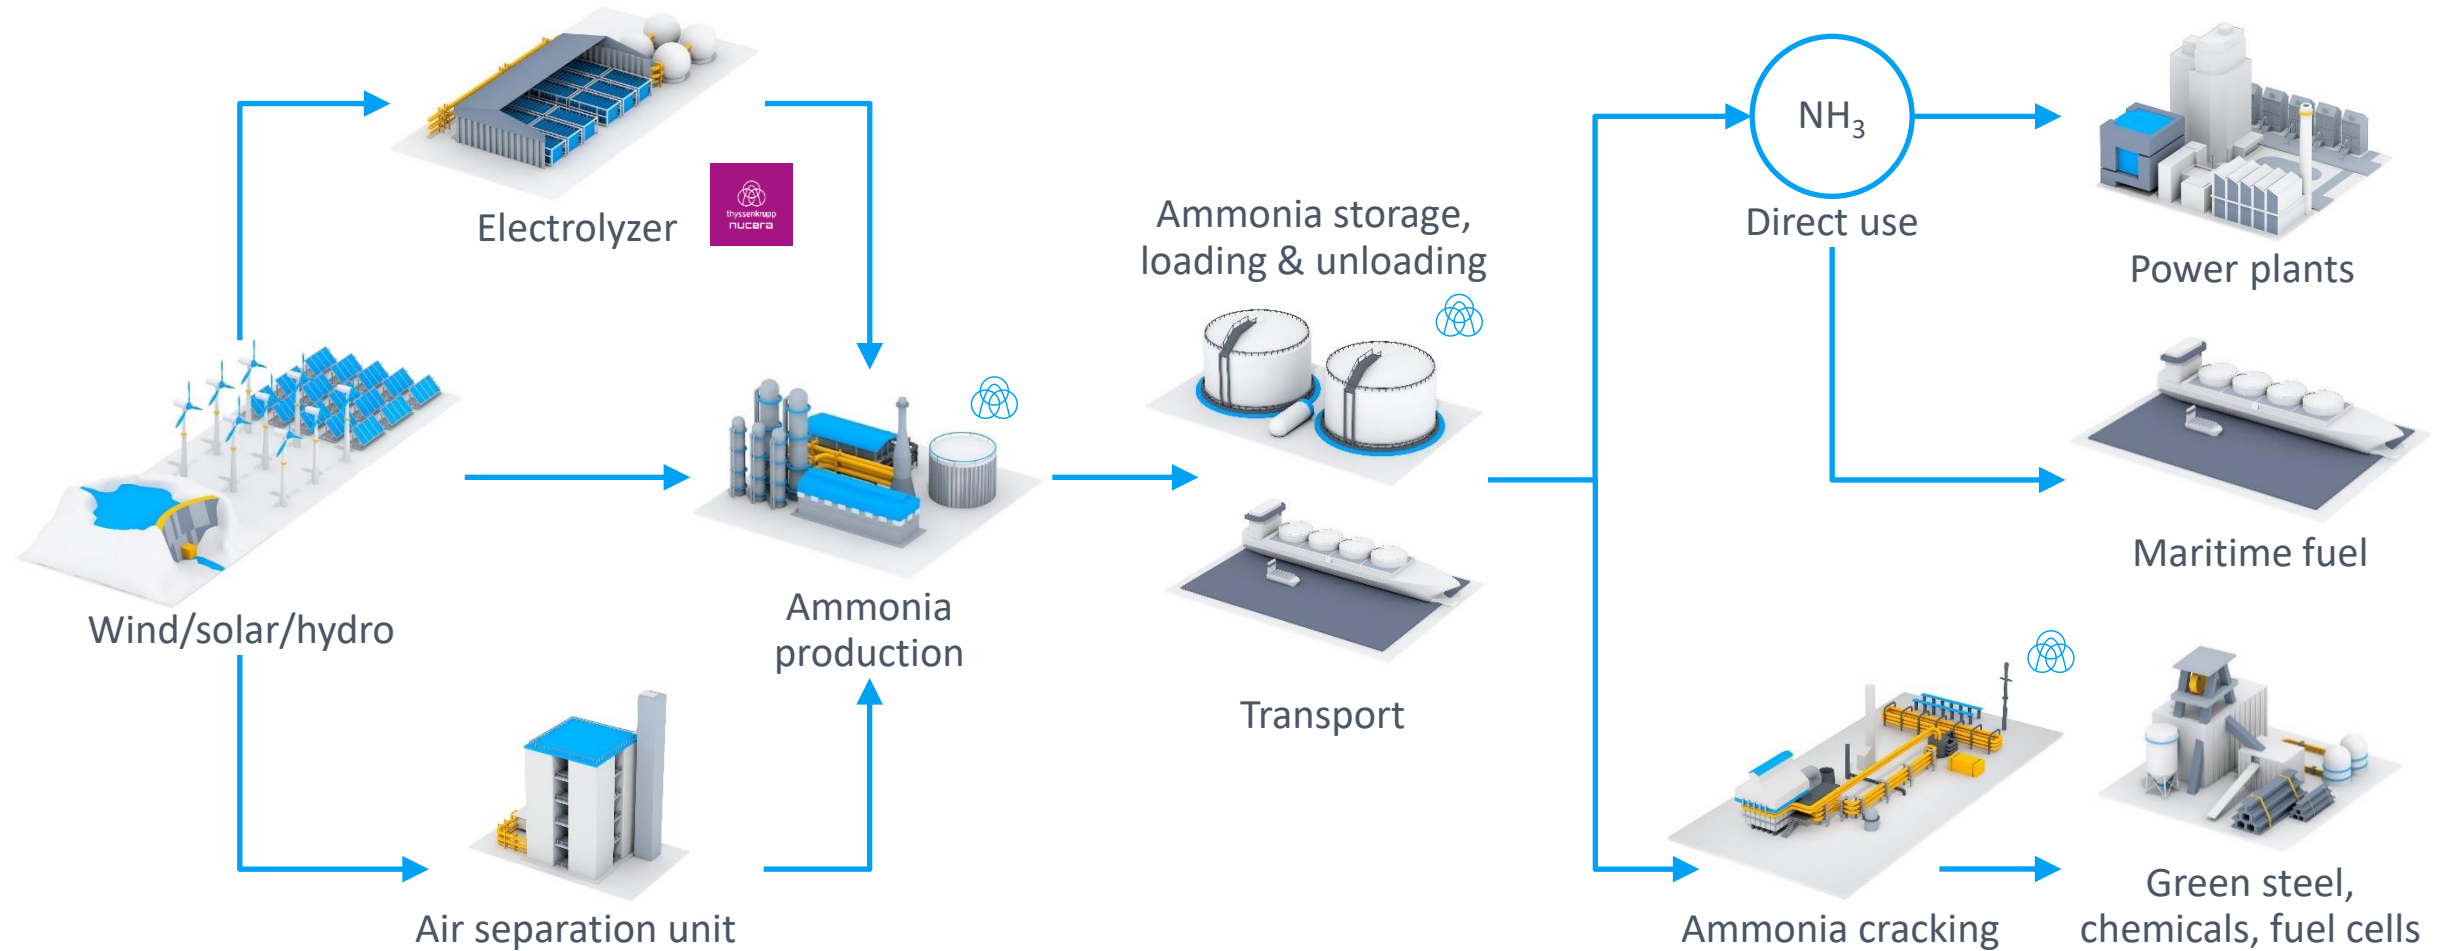 Electrolyzer
thyssenkrupp
nucera
Wind/solar/hydro
Air separation unit
Ammonia
production
Ammonia storage,
loading & unloading
Transport
NH₃
Direct use
Power plants
Maritime fuel
Ammonia cracking
Green steel,
chemicals, fuel cells